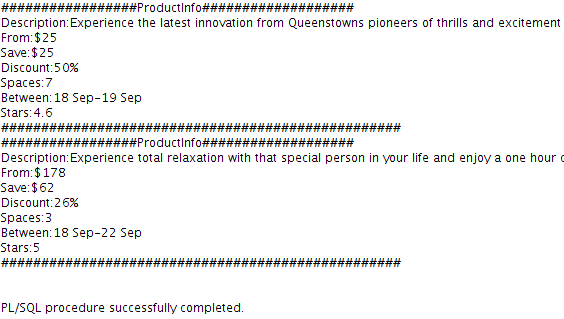 #################ProductInfo###################
Description:Experience the latest innovation from Queenstowns pioneers of thrills and excitement
From:$25
Save:$25
Discount:50%
Spaces:7
Between:18 Sep-19 Sep
Stars:4.6
##################################################
#################ProductInfo###################
Description:Experience total relaxation with that special person in your life and enjoy a one hour
From:$178
Save:$62
Discount:26%
Spaces:3
Between:18 Sep-22 Sep
Stars:5
##################################################
PL/SQL procedure successfully completed.